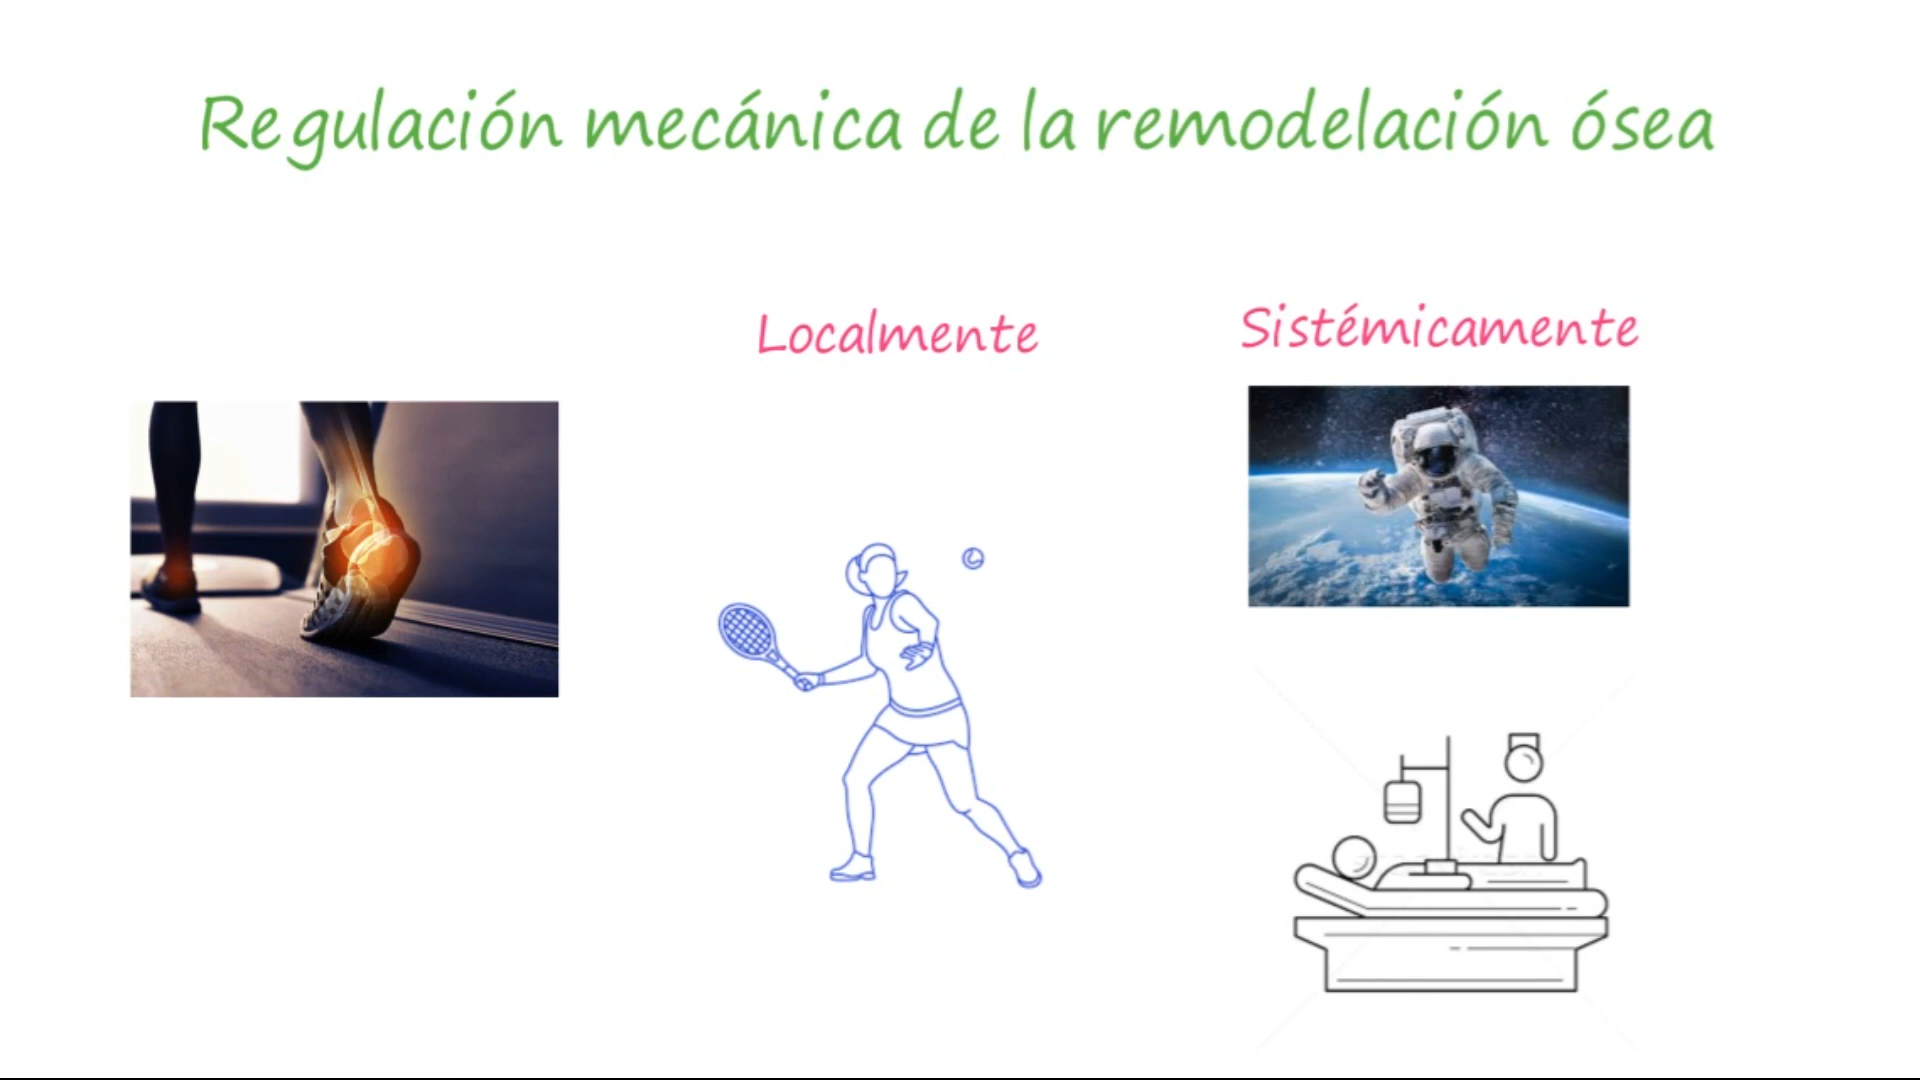 Regulación mecánica de la remodelación ósea
Localmente
Sistémicamente